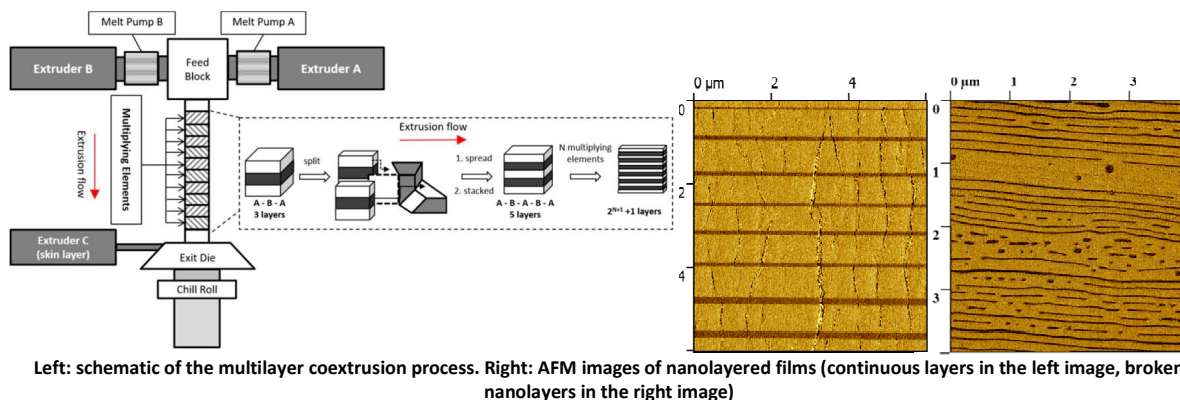 Melt Pump B
Melt Pump A
Extruder B
Feed
Block
Extruder A
Multiplying Elements
Extrusion flow
Extrusion flow
split
1. spread
2. stacked
N multiplying
elements
A - B - A
3 layers
A - B - A - B - A
5 layers
2ᴺ⁺¹ +1 layers
Extruder C
(skin layer)
Exit Die
Chill Roll
0 µm 2 4
0
2
4
0 µm 1 2 3
0
1
2
3
Left: schematic of the multilayer coextrusion process. Right: AFM images of nanolayered films (continuous layers in the left image, broken
nanolayers in the right image)